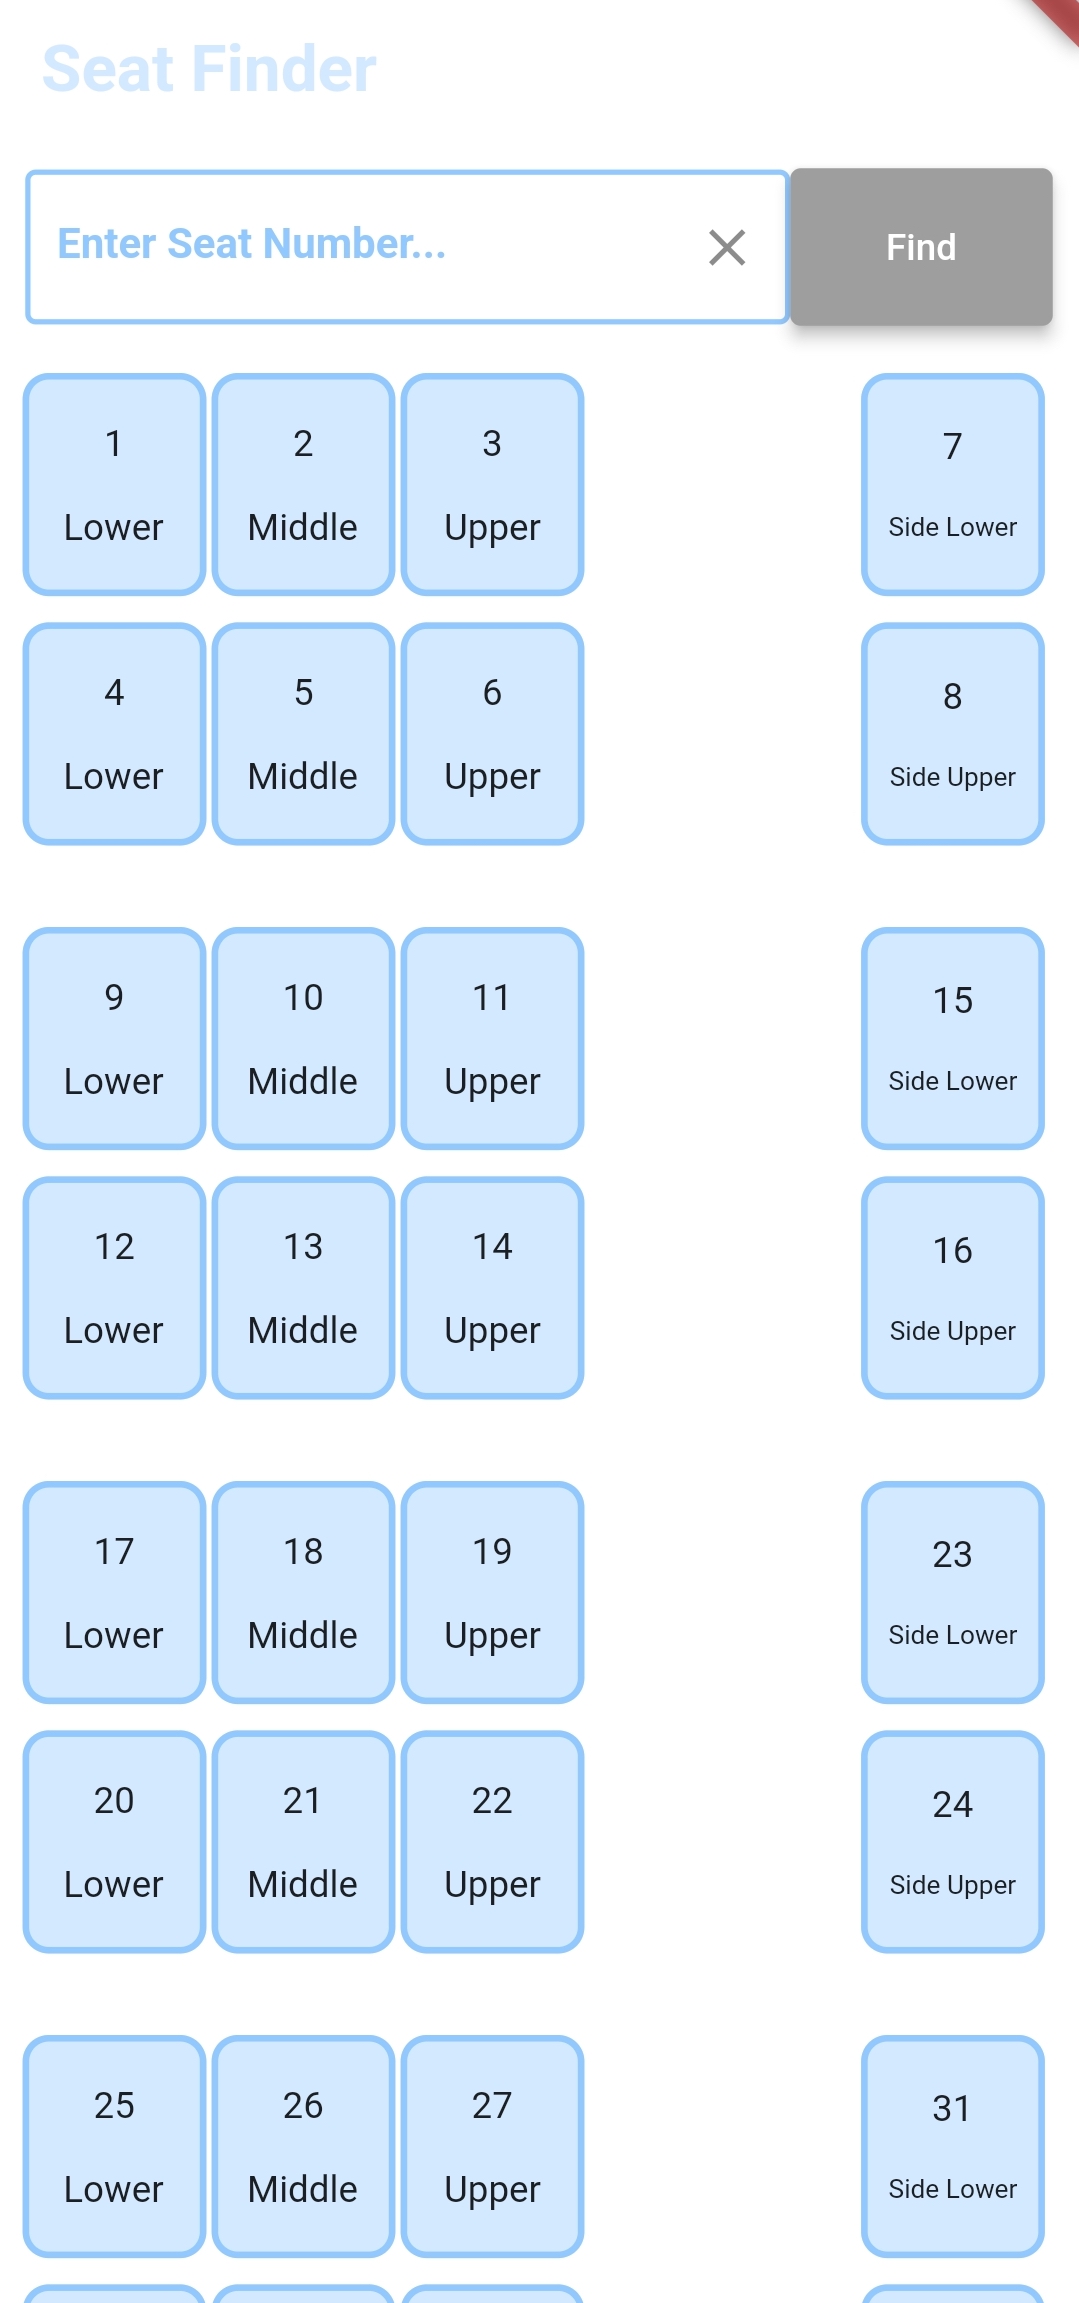 Seat Finder
Enter Seat Number...
Find
1 2 3 7
Lower Middle Upper Side Lower
4 5 6 8
Lower Middle Upper Side Upper
9 10 11 15
Lower Middle Upper Side Lower
12 13 14 16
Lower Middle Upper Side Upper
17 18 19 23
Lower Middle Upper Side Lower
20 21 22 24
Lower Middle Upper Side Upper
25 26 27 31
Lower Middle Upper Side Lower